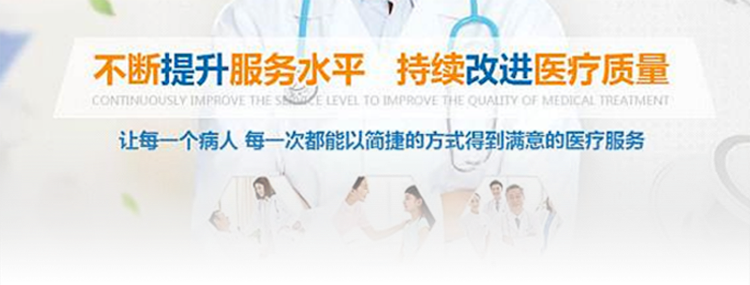 不断提升服务水平 持续改进医疗质量
CONTINUOUSLY IMPROVE THE SERVICE LEVEL TO IMPROVE THE QUALITY OF MEDICAL TREATMENT
让每一个病人 每一次都能以简捷的方式得到满意的医疗服务